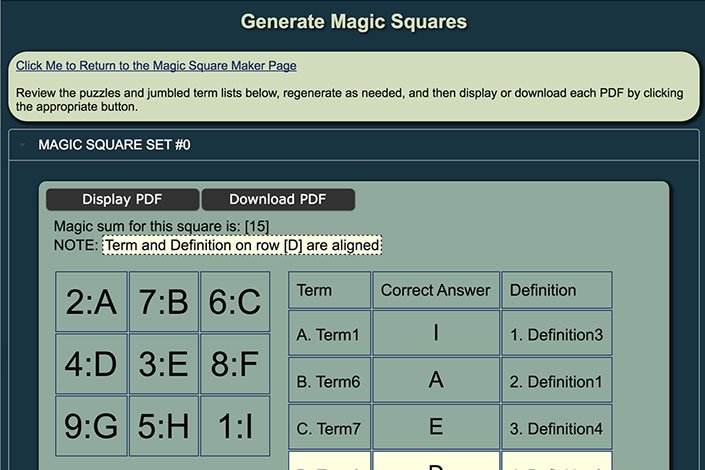 Generate Magic Squares
Click Me to Return to the Magic Square Maker Page
Review the puzzles and jumbled term lists below, regenerate as needed, and then display or download each PDF by clicking
the appropriate button.
MAGIC SQUARE SET #0
Display PDF Download PDF
Magic sum for this square is: [15]
NOTE: Term and Definition on row [D] are aligned
2:A 7:B 6:C
4:D 3:E 8:F
9:G 5:H 1:I
Term Correct Answer Definition
A. Term1 I 1. Definition3
B. Term6 A 2. Definition1
C. Term7 E 3. Definition4